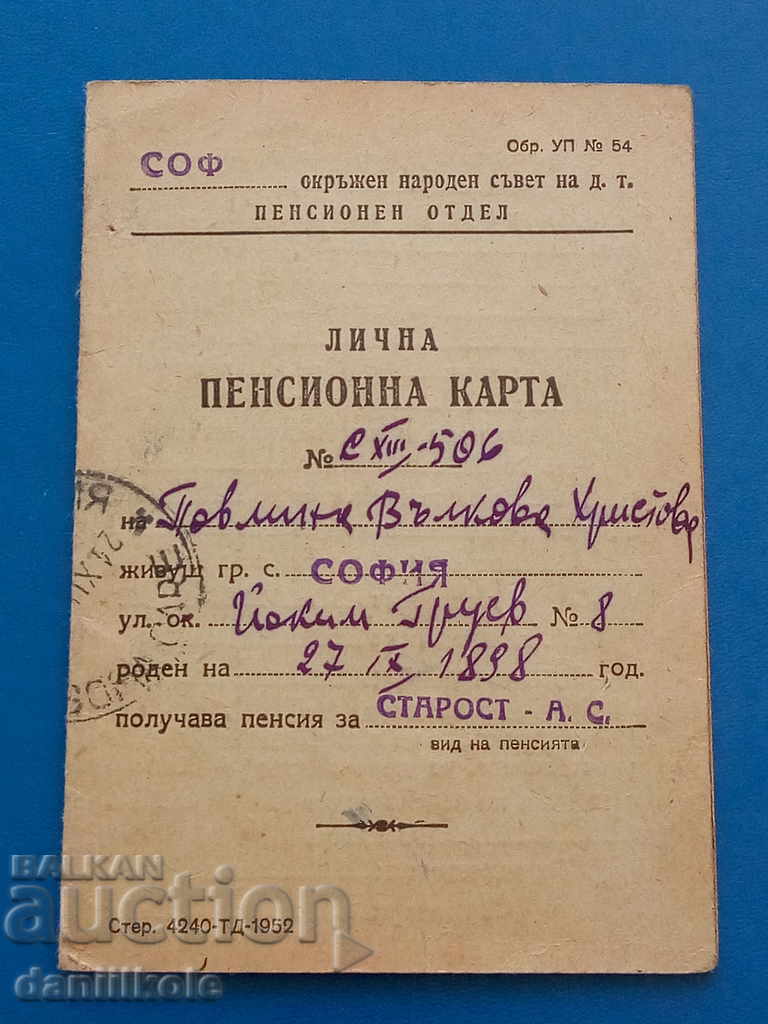 Обр. УП № 54
СОФ окръжен народен съвет на д. т.
ПЕНСИОНЕН ОТДЕЛ
ЛИЧНА
ПЕНСИОННА КАРТА
№ С XIII-506
на Павлина Вълкова Христова
живущ гр. с. СОФИЯ
ул. ок. Йоким Груев № 8
роден на 27 IX 1898 год.
получава пенсия за СТАРОСТ - А. С.
вид на пенсията
Стер. 4240-ТД-1952
BALKAN
auction
daniilkole